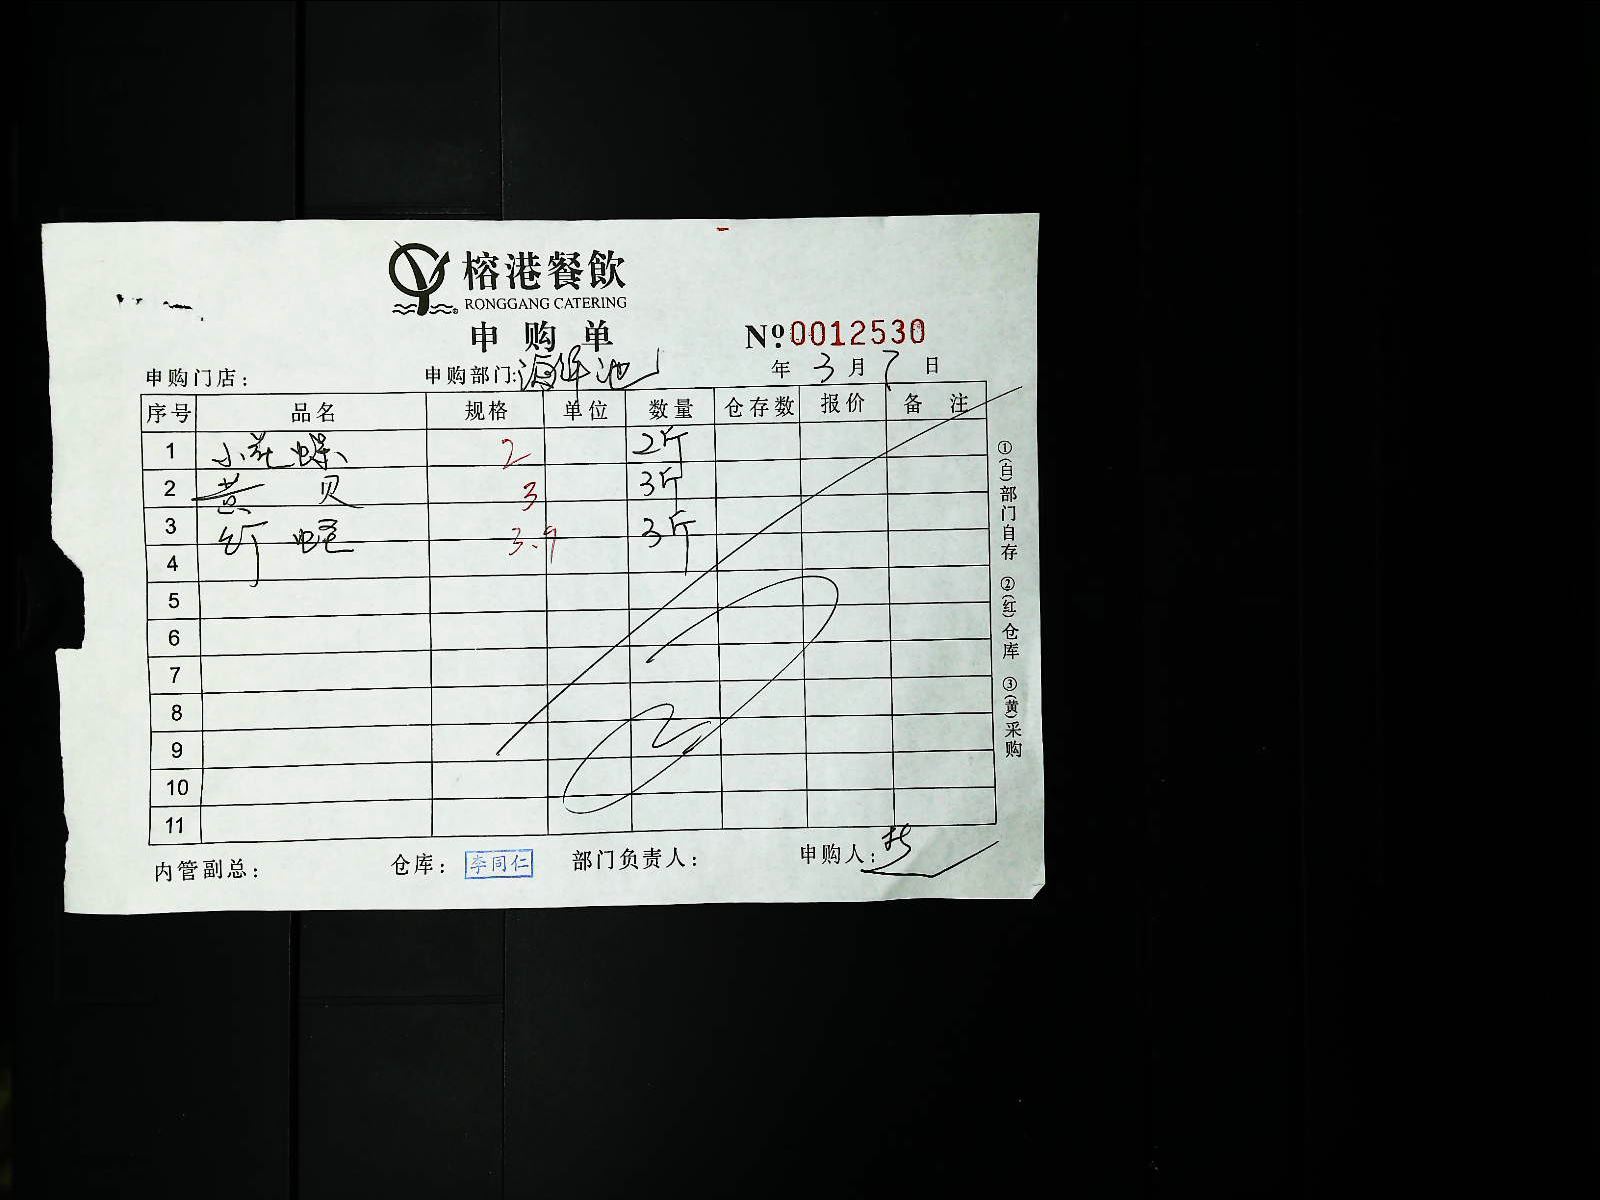 榕港餐飲
RONGGANG CATERING
申购单
№0012530
申购门店： 申购部门:海鲜池 年3月7日
序号 品名 规格 单位 数量 仓存数 报价 备注
1 小花螺 2 2斤
2 黄贝 3 3斤
3 3.9 3斤
4
5
6
7
8
9
10
11
①(白)部门自存 ②(红)仓库 ③(黄)采购
内管副总： 仓库：李同仁 部门负责人： 申购人：